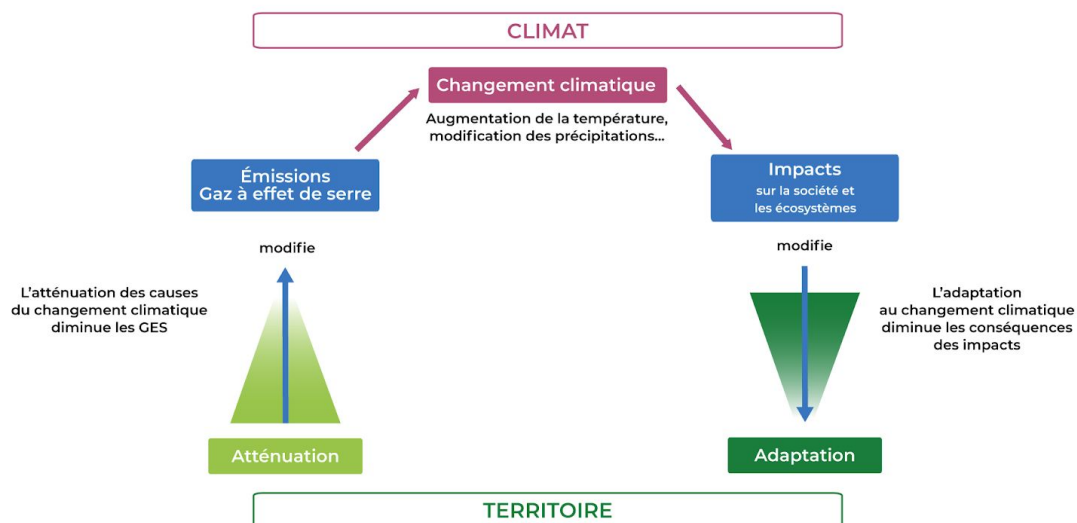 CLIMAT
Changement climatique
Augmentation de la température,
modification des précipitations...
Émissions
Gaz à effet de serre
Impacts
sur la société et
les écosystèmes
modifie
modifie
L'atténuation des causes
du changement climatique
diminue les GES
L'adaptation
au changement climatique
diminue les conséquences
des impacts
Atténuation
Adaptation
TERRITOIRE